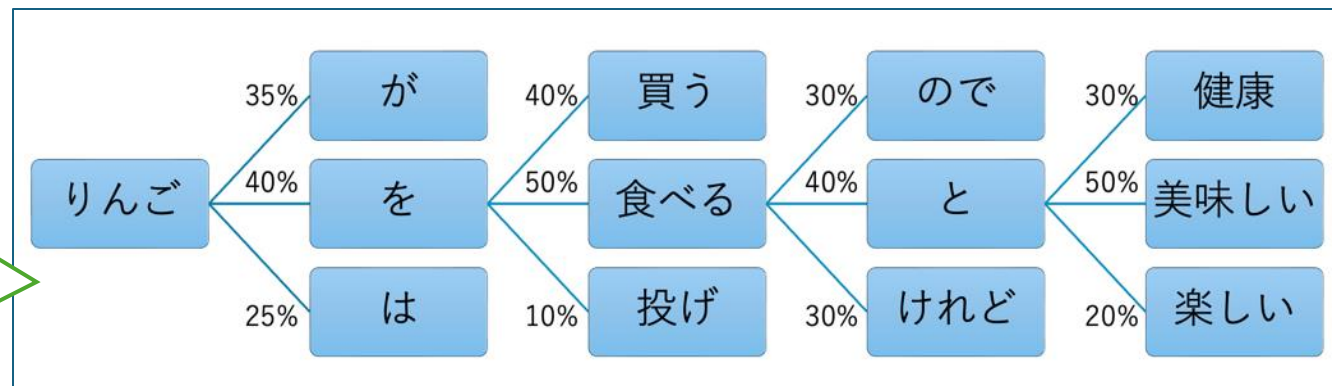 35%
が
40%
買う
30%
ので
30%
健康
りんご
40%
を
50%
食べる
40%
と
50%
美味しい
25%
は
10%
投げ
30%
けれど
20%
楽しい